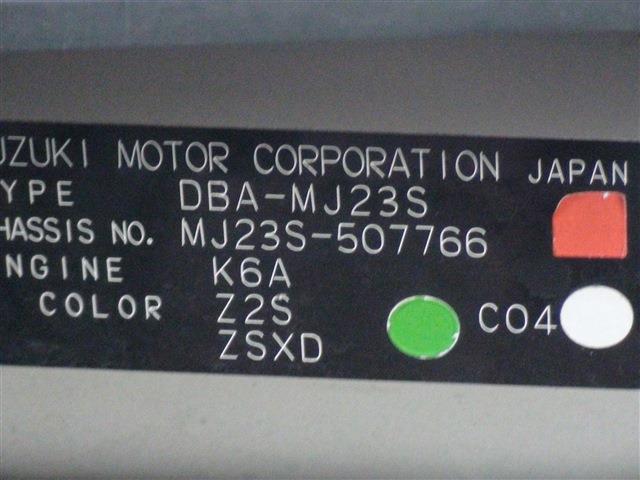 UZUKI MOTOR CORPORATION JAPAN
YPE DBA-MJ23S
HASSIS NO. MJ23S-507766
NGINE K6A
COLOR Z2S
ZSXD C04